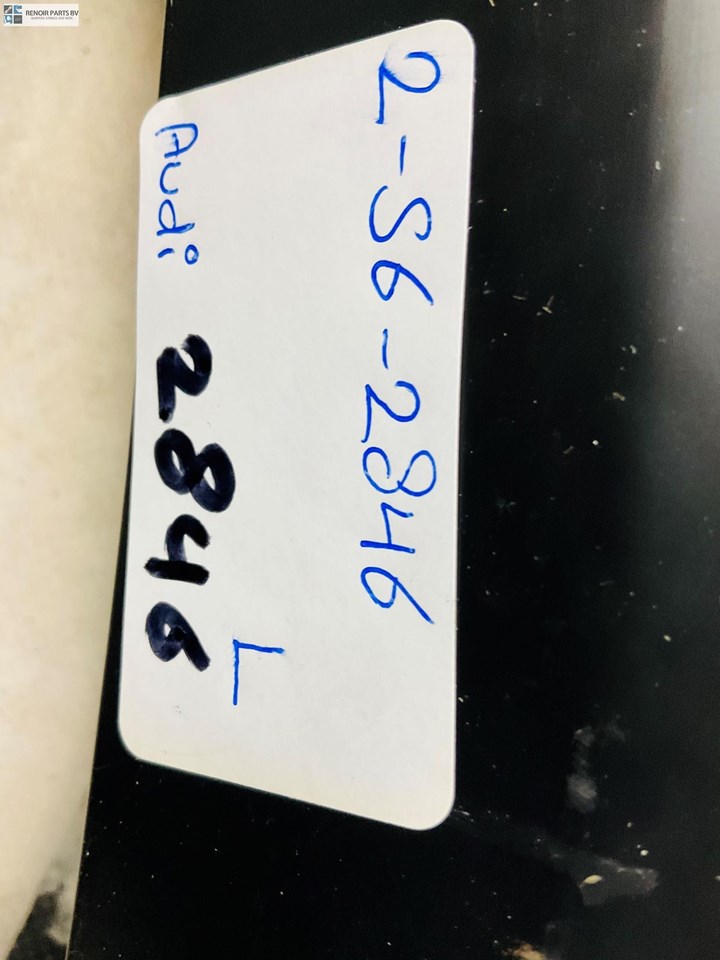 RENOIR PARTS BV
2-S6-2846
L
Audi 2846